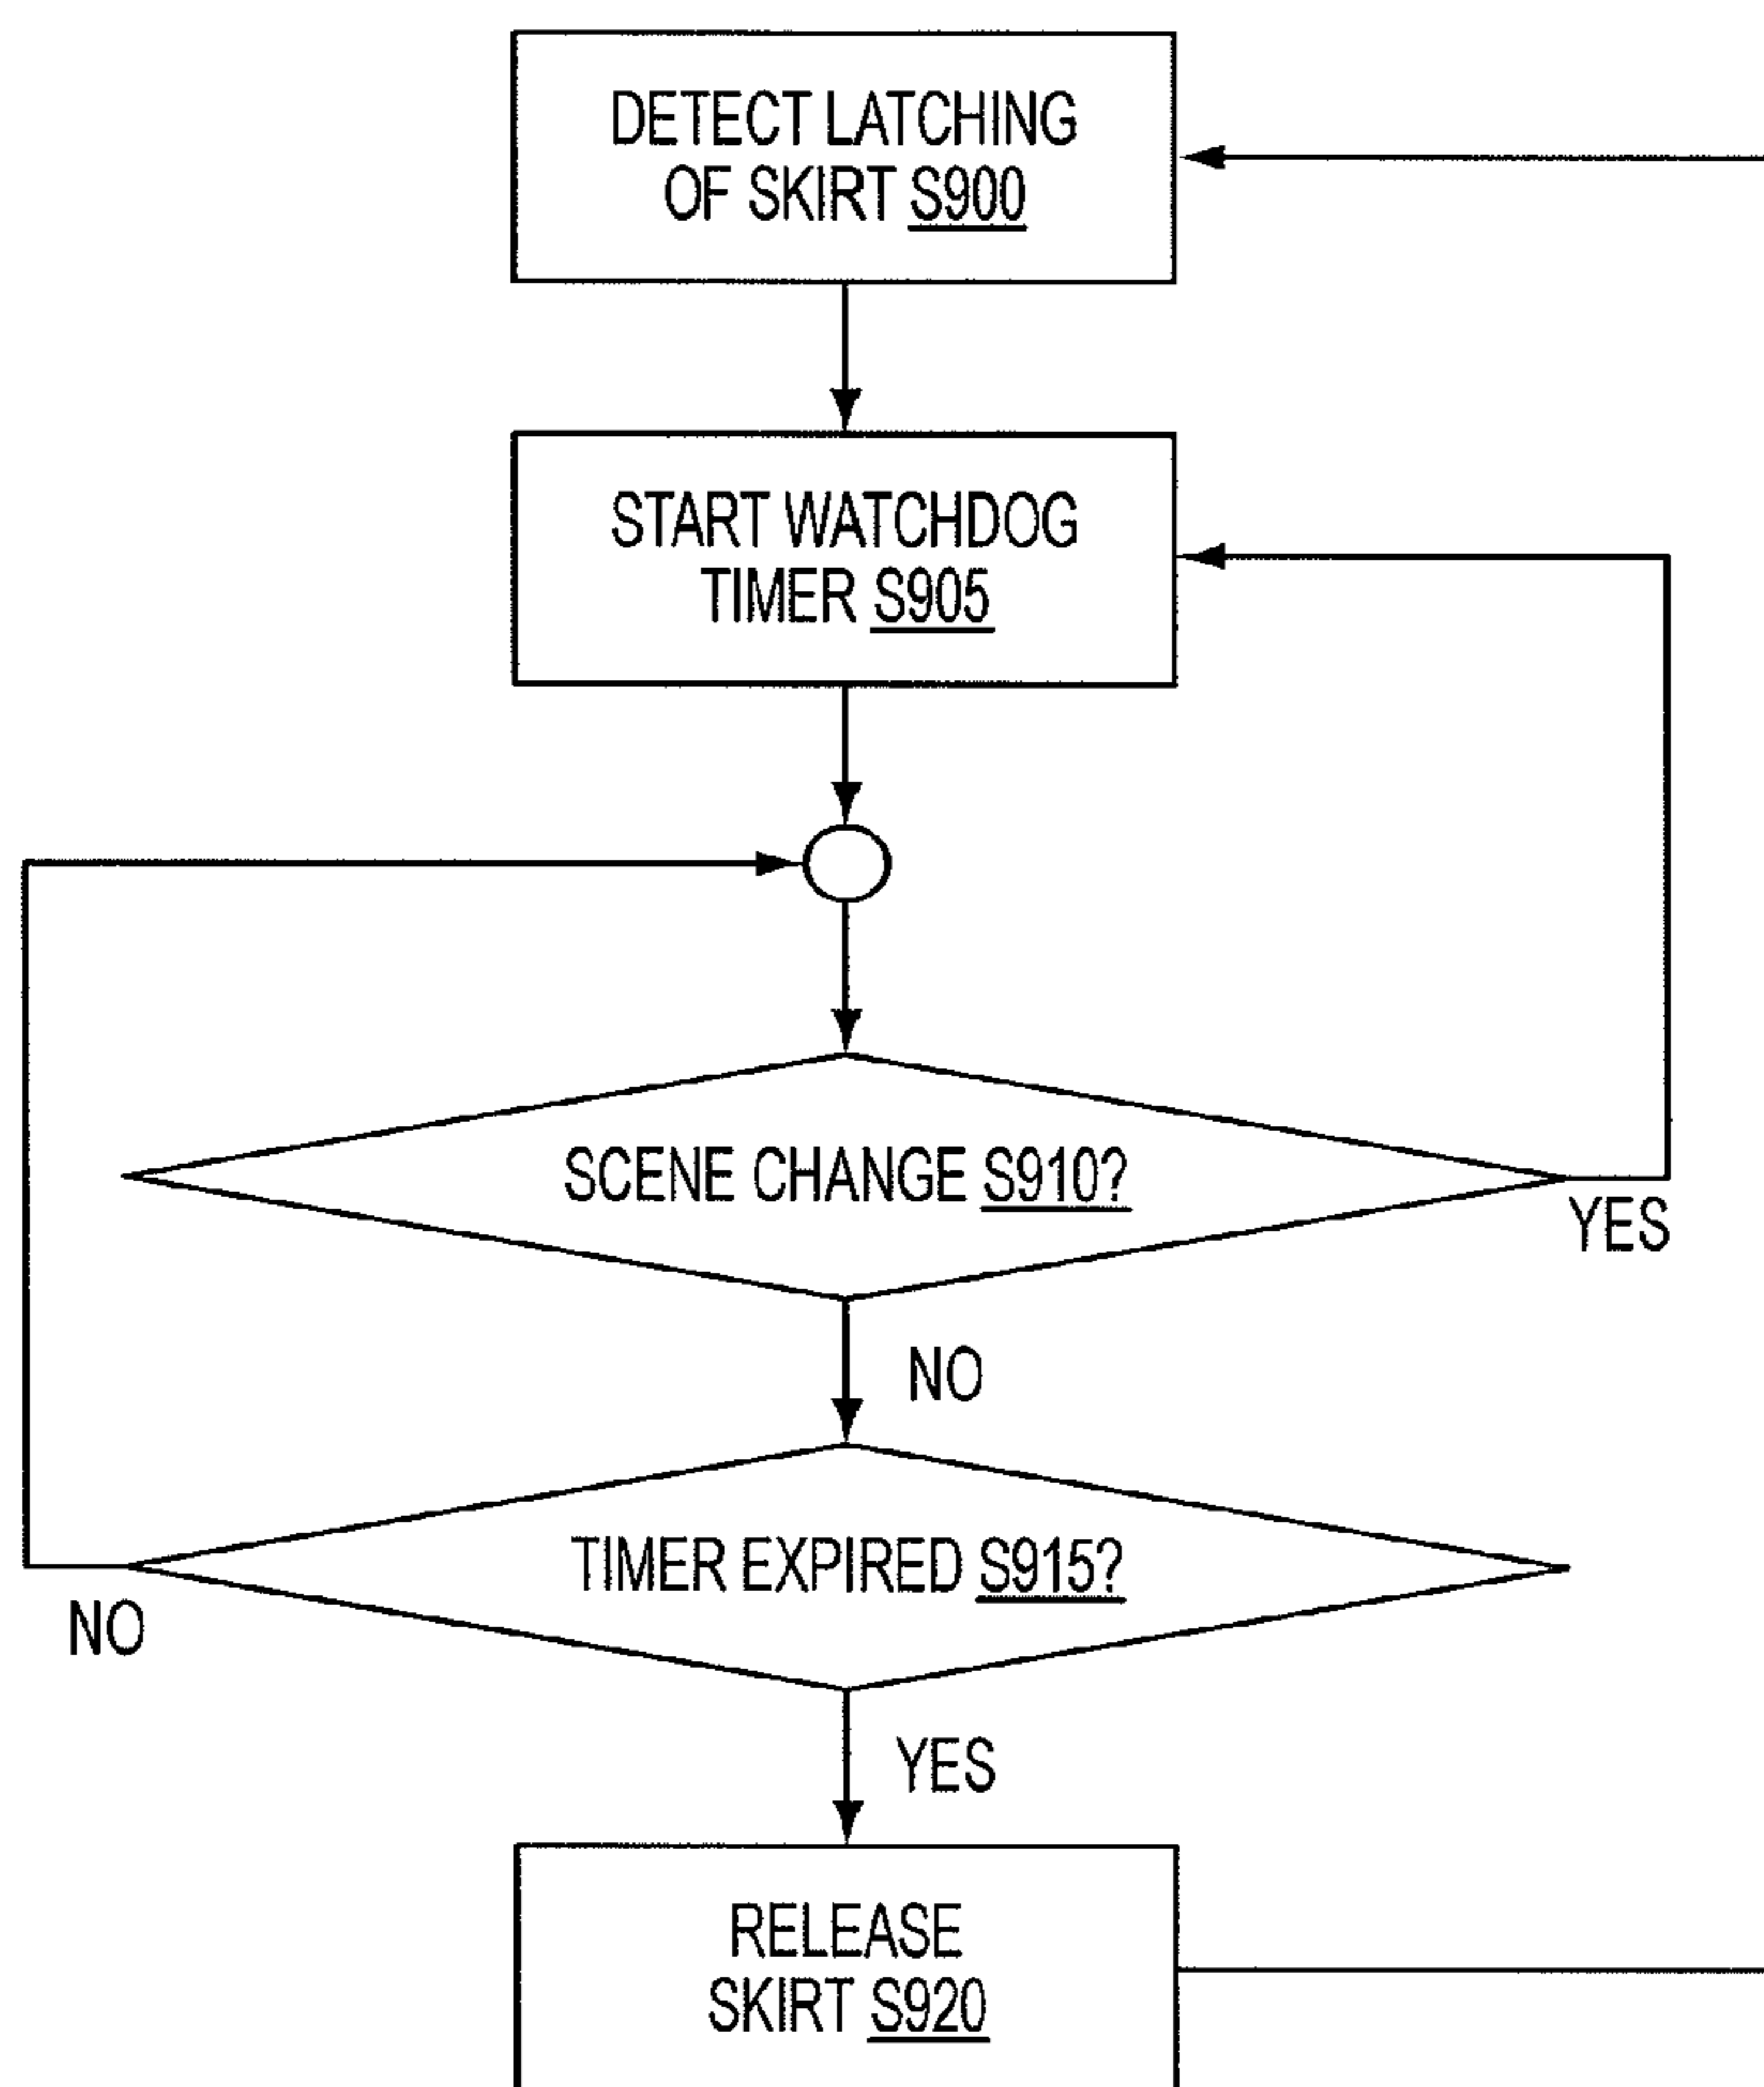 DETECT LATCHING
OF SKIRT S900
START WATCHDOG
TIMER S905
SCENE CHANGE S910?
YES
NO
TIMER EXPIRED S915?
NO
YES
RELEASE
SKIRT S920